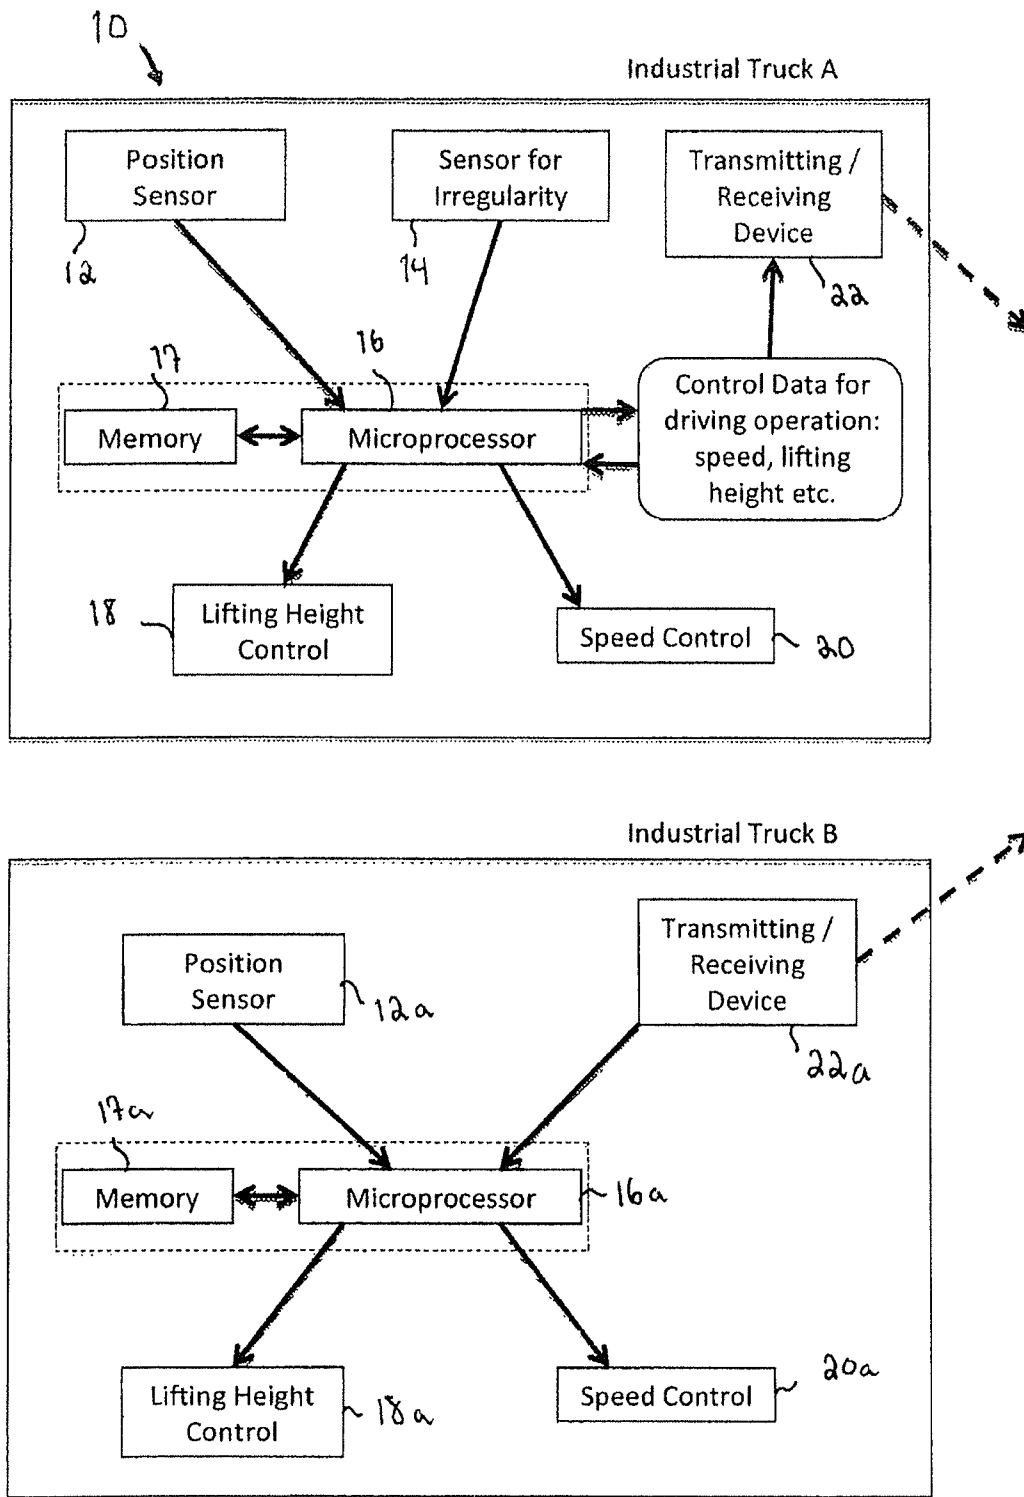 10
Industrial Truck A
Position
Sensor
12
Sensor for
Irregularity
14
Transmitting /
Receiving
Device
22
17
16
Memory
Microprocessor
Control Data for
driving operation:
speed, lifting
height etc.
18
Lifting Height
Control
Speed Control
20
Industrial Truck B
Position
Sensor
12a
Transmitting /
Receiving
Device
22a
17a
Memory
Microprocessor
16a
Lifting Height
Control
18a
Speed Control
20a